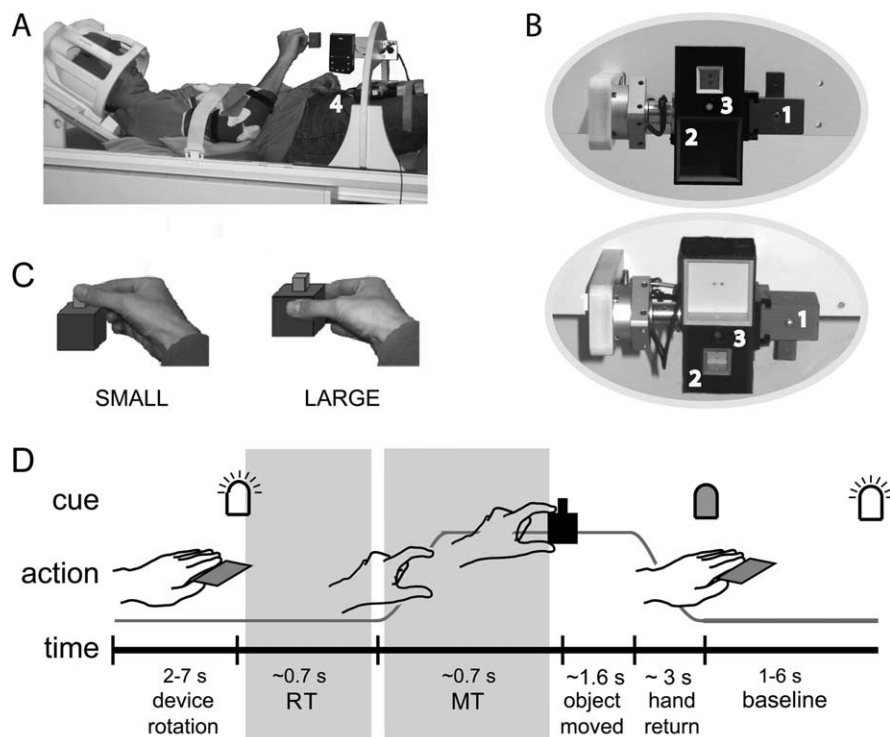 A
4
B
3
1
2
1
3
2
C
SMALL
LARGE
D
cue
action
time
2-7 s
device
rotation
~0.7 s
RT
~0.7 s
MT
~1.6 s
object
moved
~ 3 s
hand
return
1-6 s
baseline